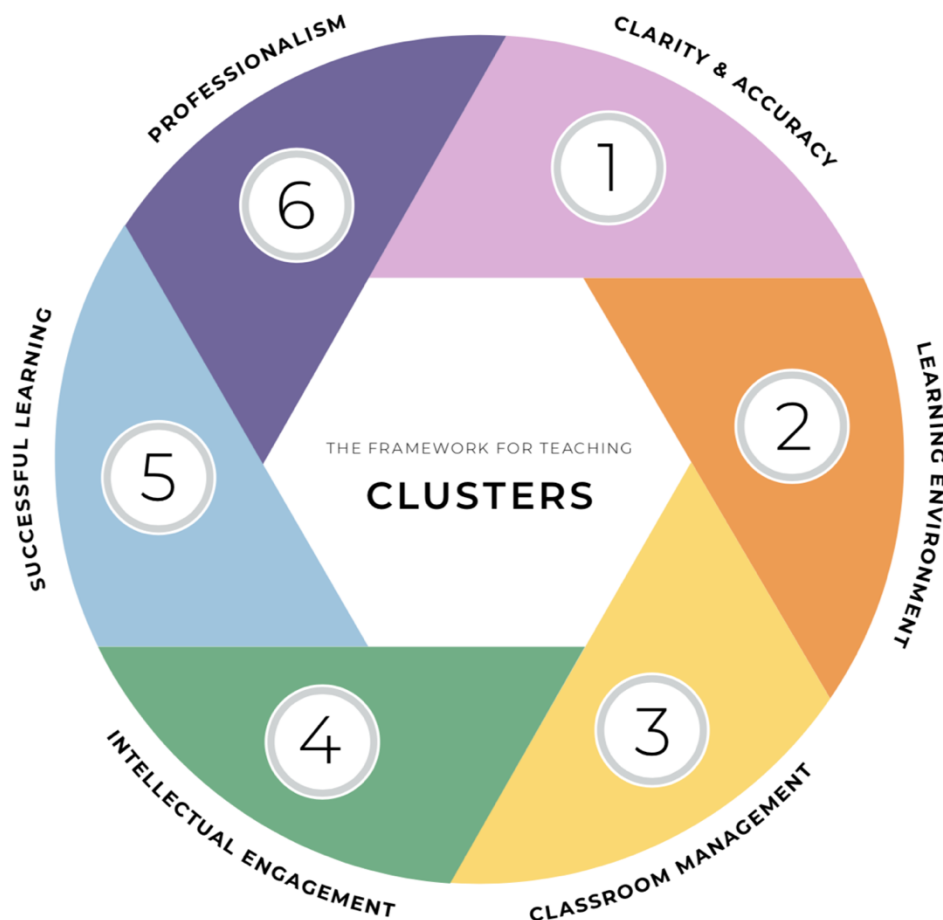 THE FRAMEWORK FOR TEACHING
CLUSTERS
1
CLARITY & ACCURACY
2
LEARNING ENVIRONMENT
3
CLASSROOM MANAGEMENT
4
INTELLECTUAL ENGAGEMENT
5
SUCCESSFUL LEARNING
6
PROFESSIONALISM